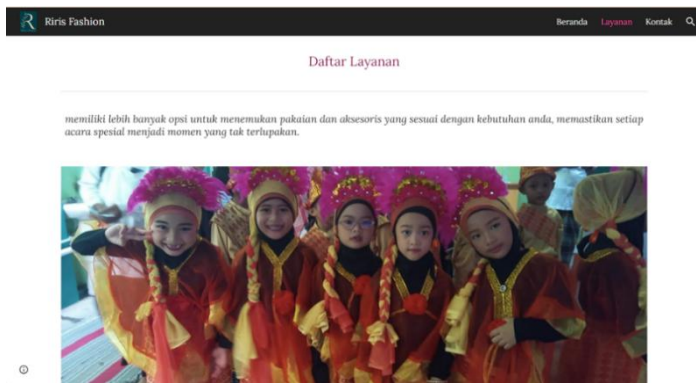 Riris Fashion
Beranda Layanan Kontak
Daftar Layanan
memiliki lebih banyak opsi untuk menemukan pakaian dan aksesoris yang sesuai dengan kebutuhan anda, memastikan setiap
acara spesial menjadi momen yang tak terlupakan.